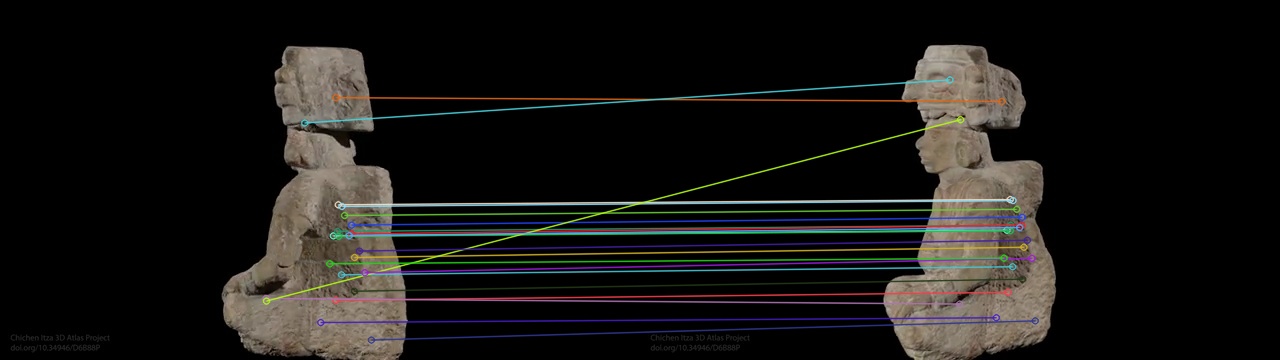 Chichen Itza 3D Atlas Project
doi.org/10.34946/D6B88P
Chichen Itza 3D Atlas Project
doi.org/10.34946/D6B88P